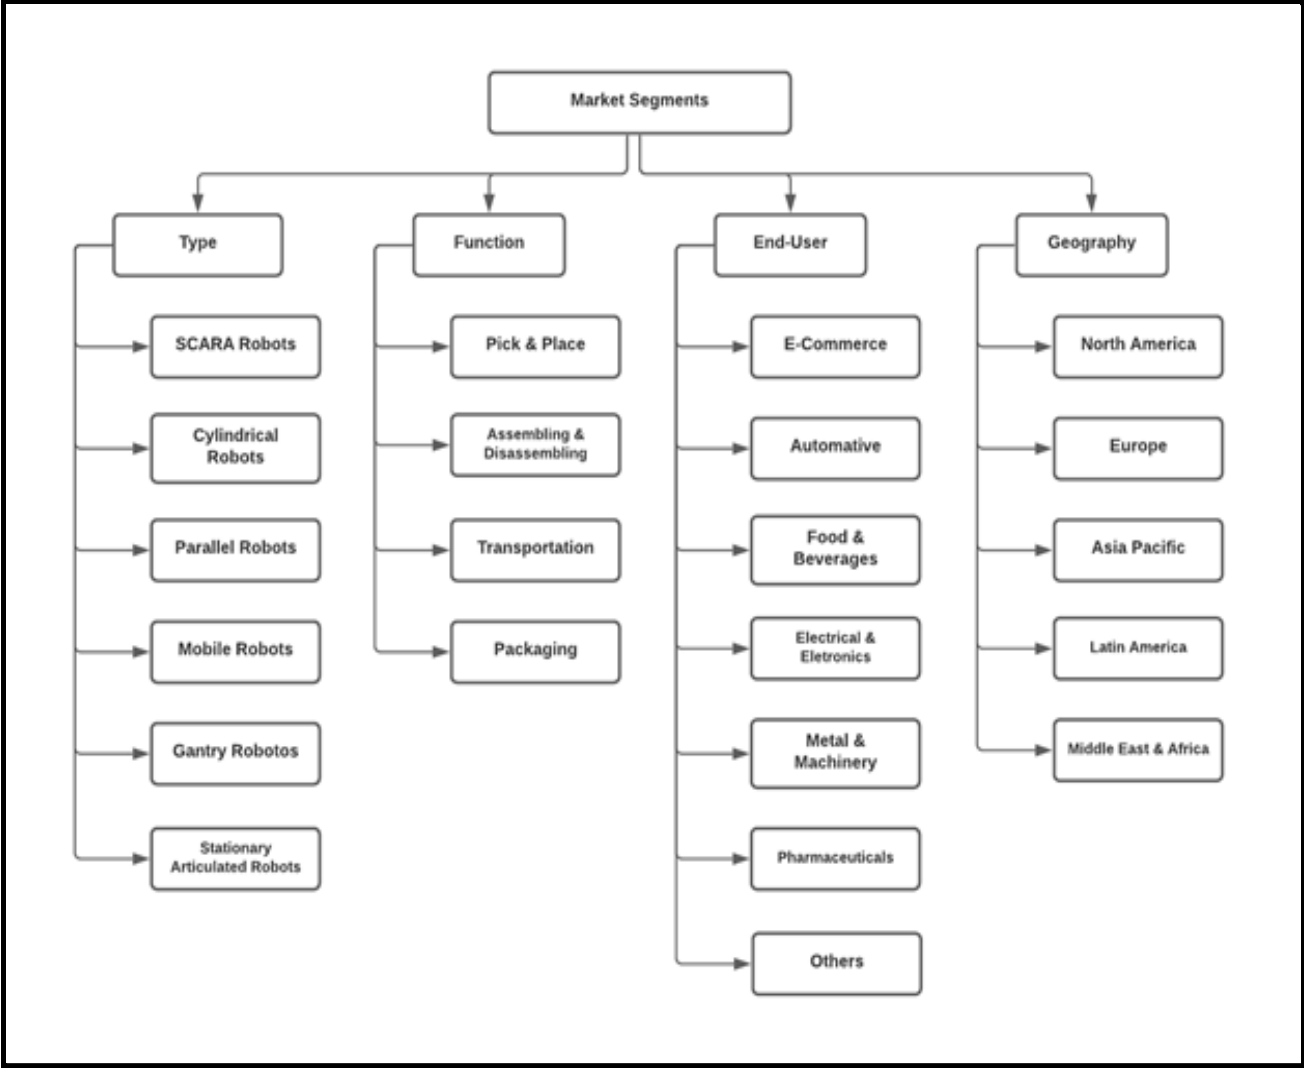 Market Segments
Type
SCARA Robots
Cylindrical
Robots
Parallel Robots
Mobile Robots
Gantry Robotos
Stationary
Articulated Robots
Function
Pick & Place
Assembling &
Disassembling
Transportation
Packaging
End-User
E-Commerce
Automative
Food &
Beverages
Electrical &
Eletronics
Metal &
Machinery
Pharmaceuticals
Others
Geography
North America
Europe
Asia Pacific
Latin America
Middle East & Africa